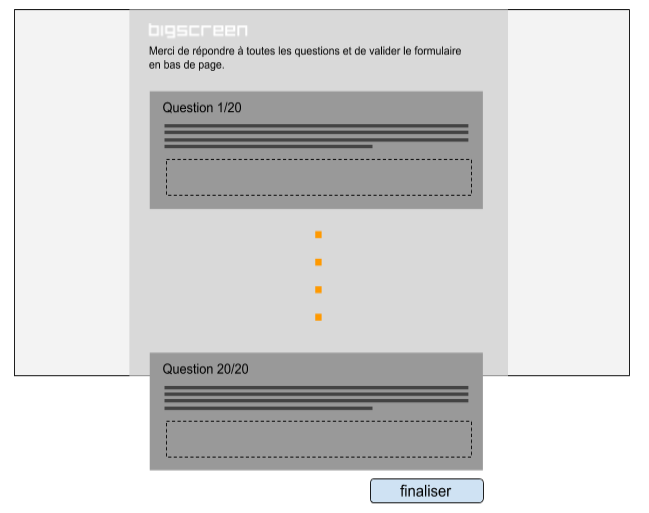 bigscreen
Merci de répondre à toutes les questions et de valider le formulaire
en bas de page.
Question 1/20
Question 20/20
finaliser